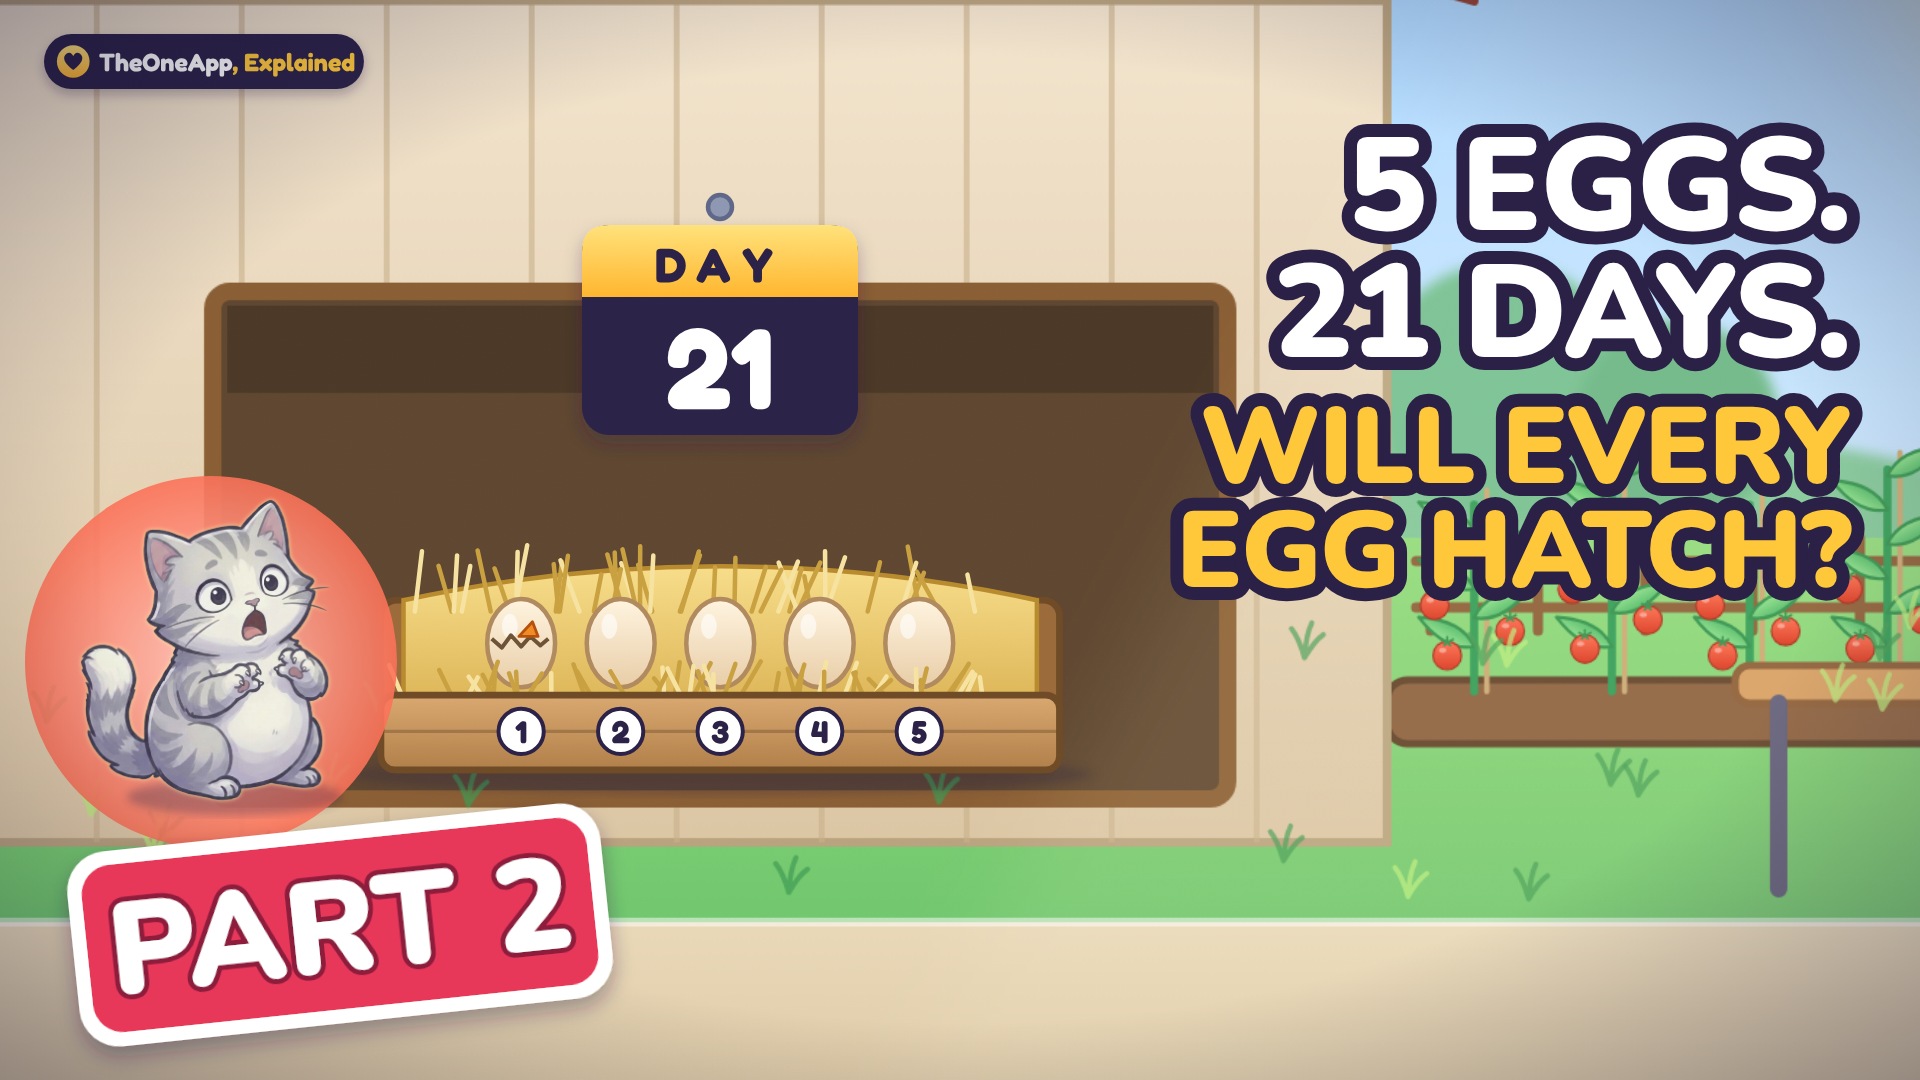 TheOneApp, Explained
5 EGGS.
21 DAYS.
WILL EVERY
EGG HATCH?
DAY
21
1 2 3 4 5
PART 2